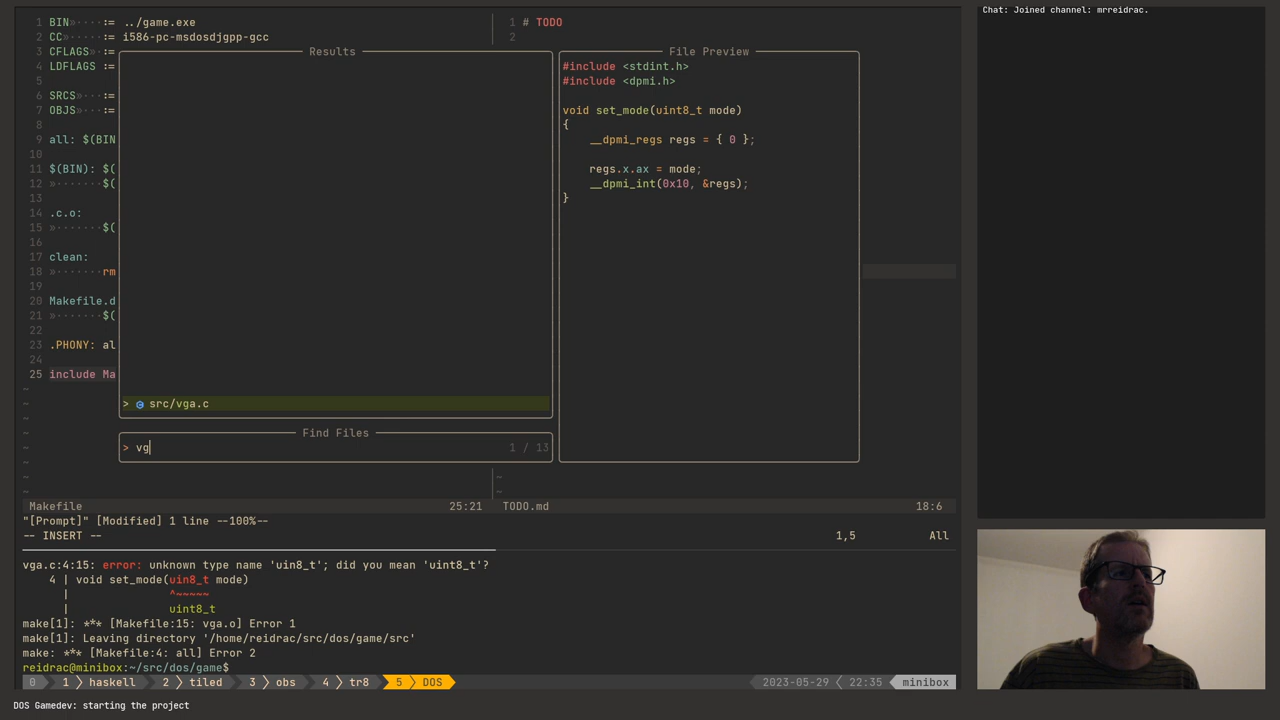 1 BIN»····:= ../game.exe
2 CC»·····:= i586-pc-msdosdjgpp-gcc
3 CFLAGS»·:=
4 LDFLAGS :=
5
6 SRCS»···:=
7 OBJS»···:=
8
9 all: $(BIN
10
11 $(BIN): $(
12 »·······$(
13
14 .c.o:
15 »·······$(
16
17 clean:
18 »·······rm
19
20 Makefile.d
21 »·······$(
22
23 .PHONY: al
24
25 include Ma
~
~
~
~
~
~
~
~
1 # TODO
2
Results
> src/vga.c
Find Files
> vg
1 / 13
File Preview
#include <stdint.h>
#include <dpmi.h>
void set_mode(uint8_t mode)
{
__dpmi_regs regs = { 0 };
regs.x.ax = mode;
__dpmi_int(0x10, &regs);
}
~
~
Makefile 25:21 TODO.md 18:6
"[Prompt]" [Modified] 1 line --100%--
-- INSERT -- 1,5 All
vga.c:4:15: error: unknown type name 'uin8_t'; did you mean 'uint8_t'?
4 | void set_mode(uin8_t mode)
| ^~~~~~
| uint8_t
make[1]: *** [Makefile:15: vga.o] Error 1
make[1]: Leaving directory '/home/reidrac/src/dos/game/src'
make: *** [Makefile:4: all] Error 2
reidrac@minibox:~/src/dos/game$
0 1 haskell 2 tiled 3 obs 4 tr8 5 DOS 2023-05-29 22:35 minibox
DOS Gamedev: starting the project
Chat: Joined channel: mrreidrac.